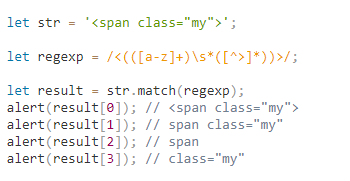 let str = '<span class="my">';
let regexp = /<(([a-z]+)\s*([^>]*))>/;
let result = str.match(regexp);
alert(result[0]); // <span class="my">
alert(result[1]); // span class="my"
alert(result[2]); // span
alert(result[3]); // class="my"